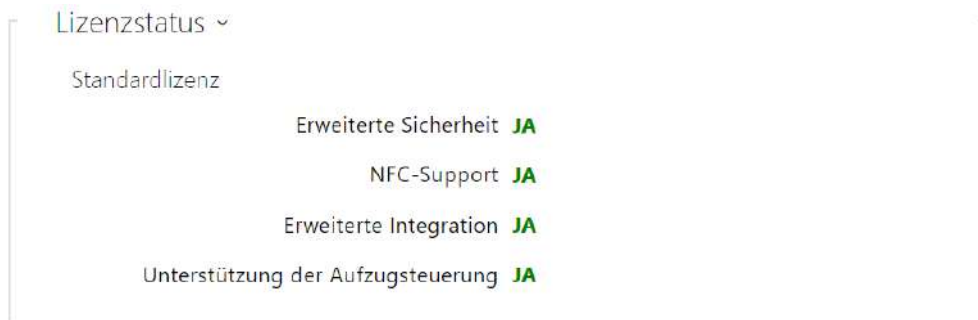 Lizenzstatus
Standardlizenz
Erweiterte Sicherheit JA
NFC-Support JA
Erweiterte Integration JA
Unterstützung der Aufzugsteuerung JA